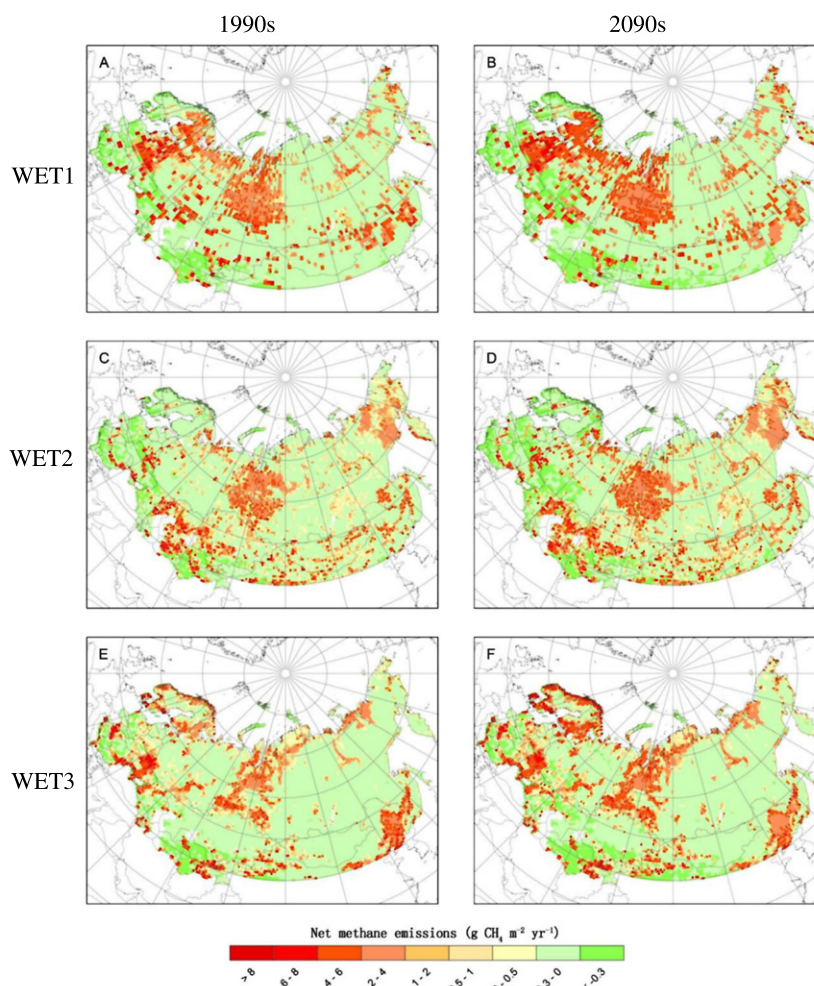 1990s 2090s
WET1
A B
WET2
C D
WET3
E F
Net methane emissions (g CH₄ m⁻² yr⁻¹)
> 8 6 - 8 4 - 6 2 - 4 1 - 2